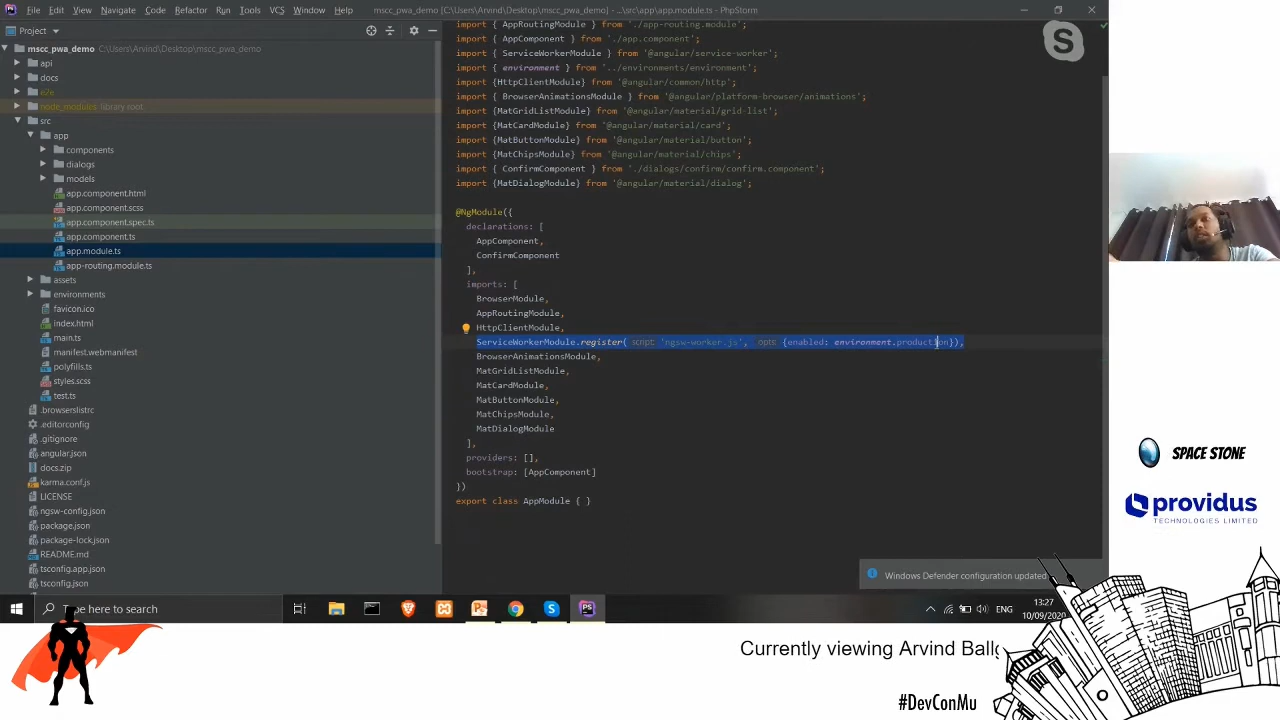 File Edit View Navigate Code Refactor Run Tools VCS Window Help mscc_pwa_demo [C:\Users\Arvind\Desktop\mscc_pwa_demo] - ...\src\app\app.module.ts - PhpStorm
Project
mscc_pwa_demo C:\Users\Arvind\Desktop\mscc_pwa_demo
api
docs
e2e
node_modules library root
src
app
components
dialogs
models
app.component.html
app.component.scss
app.component.spec.ts
app.component.ts
app.module.ts
app-routing.module.ts
assets
environments
favicon.ico
index.html
main.ts
manifest.webmanifest
polyfills.ts
styles.scss
test.ts
.browserslistrc
.editorconfig
.gitignore
angular.json
docs.zip
karma.conf.js
LICENSE
ngsw-config.json
package.json
package-lock.json
README.md
tsconfig.app.json
tsconfig.json
import { AppRoutingModule } from './app-routing.module';
import { AppComponent } from './app.component';
import { ServiceWorkerModule } from '@angular/service-worker';
import { environment } from '../environments/environment';
import {HttpClientModule} from '@angular/common/http';
import { BrowserAnimationsModule } from '@angular/platform-browser/animations';
import {MatGridListModule} from '@angular/material/grid-list';
import {MatCardModule} from '@angular/material/card';
import {MatButtonModule} from '@angular/material/button';
import {MatChipsModule} from '@angular/material/chips';
import { ConfirmComponent } from './dialogs/confirm/confirm.component';
import {MatDialogModule} from '@angular/material/dialog';
@NgModule({
declarations: [
AppComponent,
ConfirmComponent
],
imports: [
BrowserModule,
AppRoutingModule,
HttpClientModule,
ServiceWorkerModule.register( script 'ngsw-worker.js', opts {enabled: environment.production}),
BrowserAnimationsModule,
MatGridListModule,
MatCardModule,
MatButtonModule,
MatChipsModule,
MatDialogModule
],
providers: [],
bootstrap: [AppComponent]
})
export class AppModule { }
Windows Defender configuration updated
S
SPACE STONE
providus
TECHNOLOGIES LIMITED
Type here to search
PS
ENG
13:27
10/09/2020
Currently viewing Arvind Ballg
#DevConMu